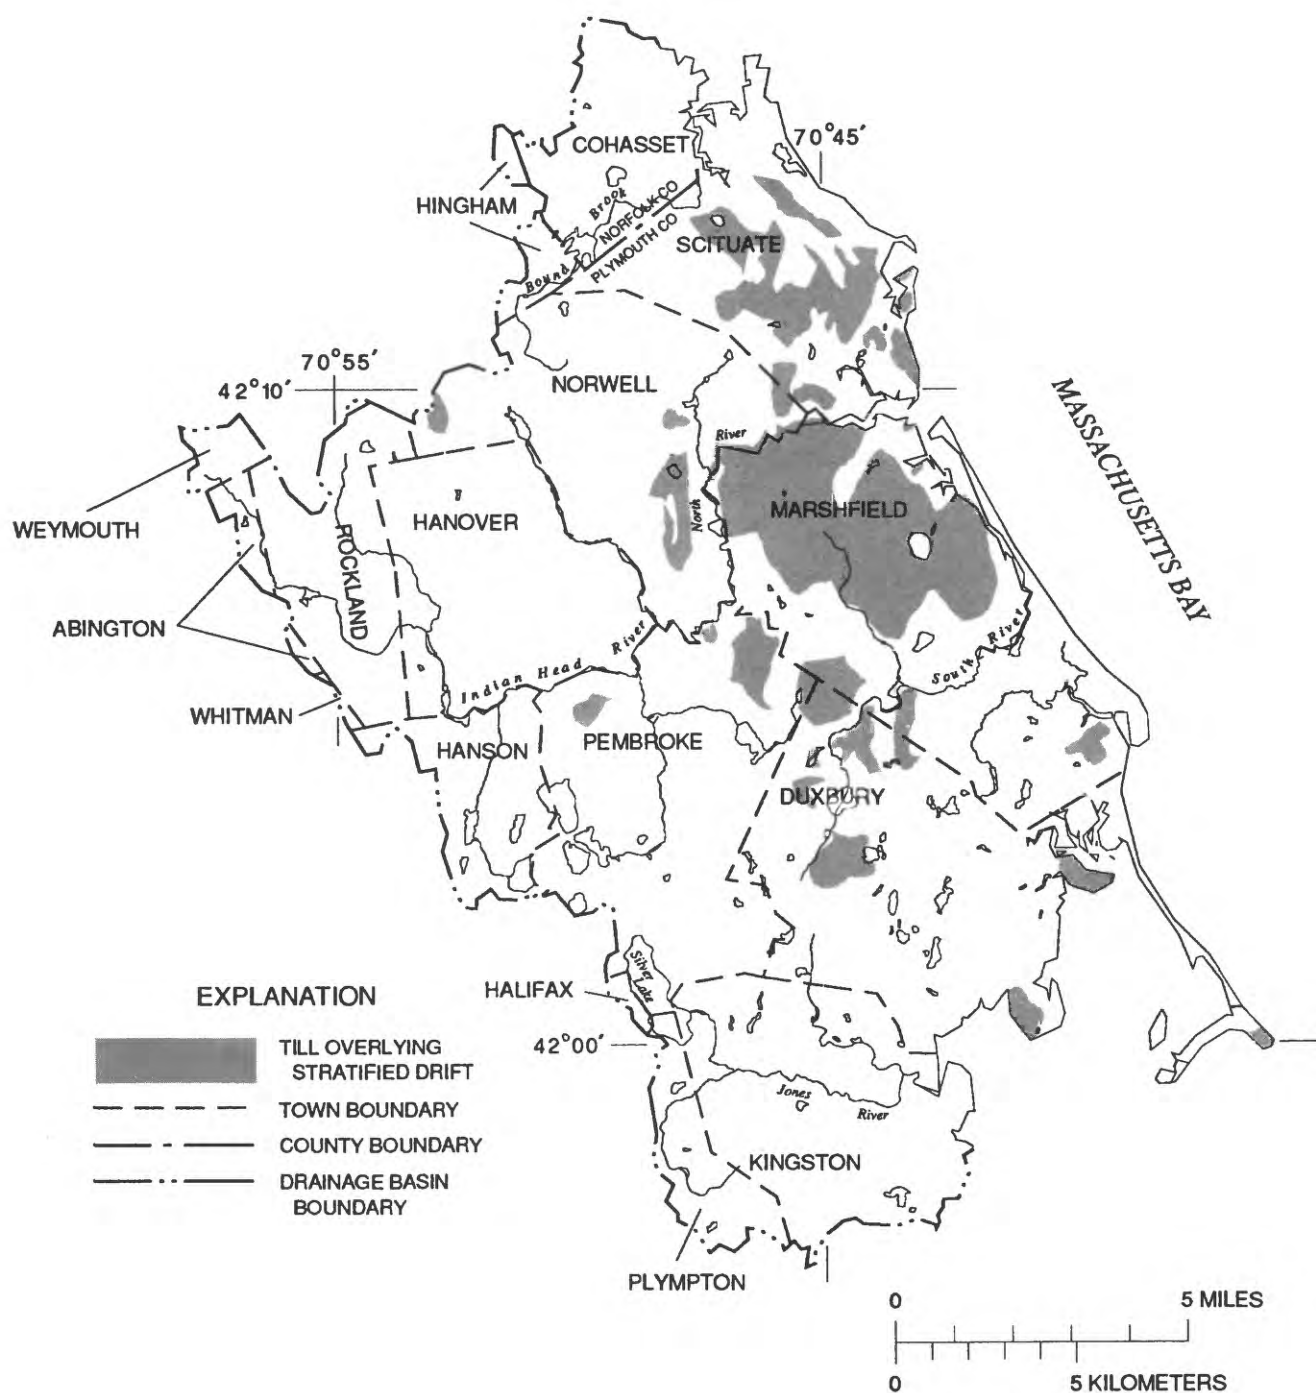 COHASSET
70°45'
HINGHAM
Brook
NORFOLK CO
PLYMOUTH CO
Bound
SCITUATE
70°55'
42°10'
NORWELL
MASSACHUSETTS BAY
River
North
WEYMOUTH
HANOVER
MARSHFIELD
ROCKLAND
ABINGTON
Indian Head River
South River
WHITMAN
HANSON
PEMBROKE
DUXBURY
Silver
Lake
HALIFAX
42°00'
Jones
River
KINGSTON
PLYMPTON
EXPLANATION
TILL OVERLYING
STRATIFIED DRIFT
TOWN BOUNDARY
COUNTY BOUNDARY
DRAINAGE BASIN
BOUNDARY
0 5 MILES
0 5 KILOMETERS